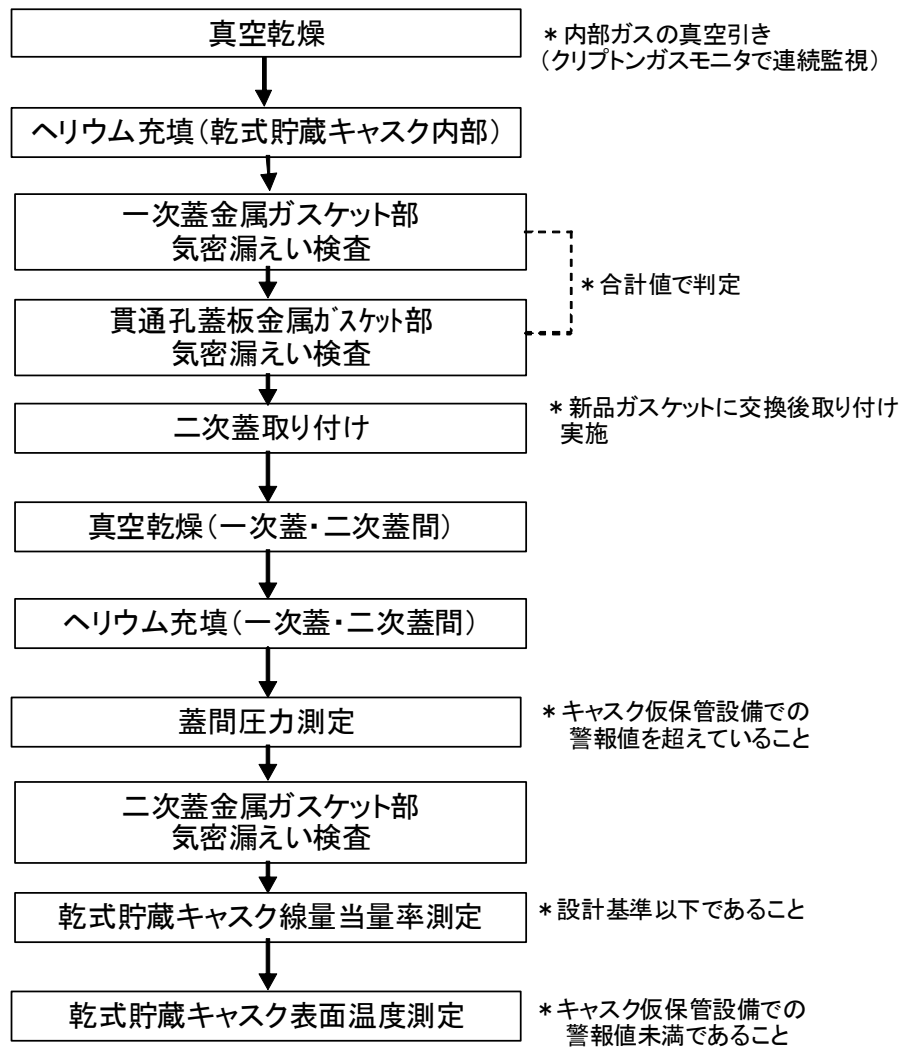 真空乾燥
＊内部ガスの真空引き
（クリプトンガスモニタで連続監視）
ヘリウム充填（乾式貯蔵キャスク内部）
一次蓋金属ガスケット部
気密漏えい検査
＊合計値で判定
貫通孔蓋板金属ｶﾞｽｹｯﾄ部
気密漏えい検査
二次蓋取り付け
＊新品ガスケットに交換後取り付け
実施
真空乾燥（一次蓋・二次蓋間）
ヘリウム充填（一次蓋・二次蓋間）
蓋間圧力測定
＊キャスク仮保管設備での
警報値を超えていること
二次蓋金属ガスケット部
気密漏えい検査
乾式貯蔵キャスク線量当量率測定
＊設計基準以下であること
乾式貯蔵キャスク表面温度測定
＊キャスク仮保管設備での
警報値未満であること